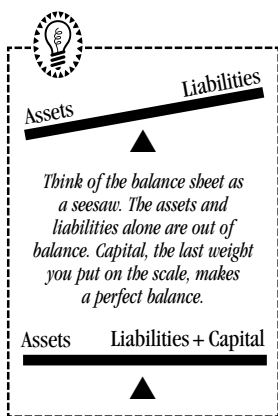 Liabilities
Assets
Think of the balance sheet as
a seesaw. The assets and
liabilities alone are out of
balance. Capital, the last weight
you put on the scale, makes
a perfect balance.
Assets Liabilities + Capital